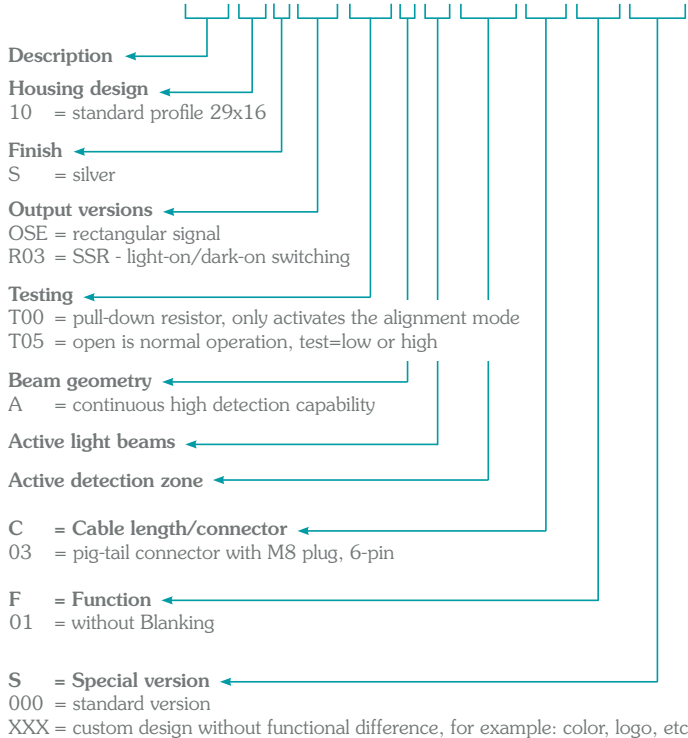 Description
Housing design
10 = standard profile 29x16
Finish
S = silver
Output versions
OSE = rectangular signal
R03 = SSR - light-on/dark-on switching
Testing
T00 = pull-down resistor, only activates the alignment mode
T05 = open is normal operation, test=low or high
Beam geometry
A = continuous high detection capability
Active light beams
Active detection zone
C = Cable length/connector
03 = pig-tail connector with M8 plug, 6-pin
F = Function
01 = without Blanking
S = Special version
000 = standard version
XXX = custom design without functional difference, for example: color, logo, etc